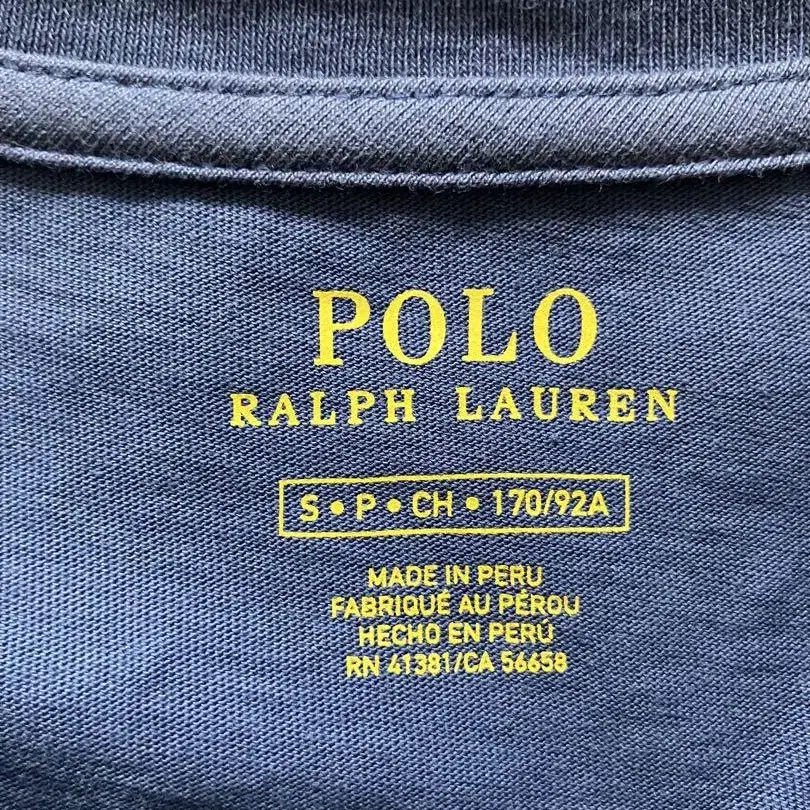 POLO
RALPH LAUREN
S • P • CH • 170/92A
MADE IN PERU
FABRIQUÉ AU PÉROU
HECHO EN PERÚ
RN 41381/CA 56658